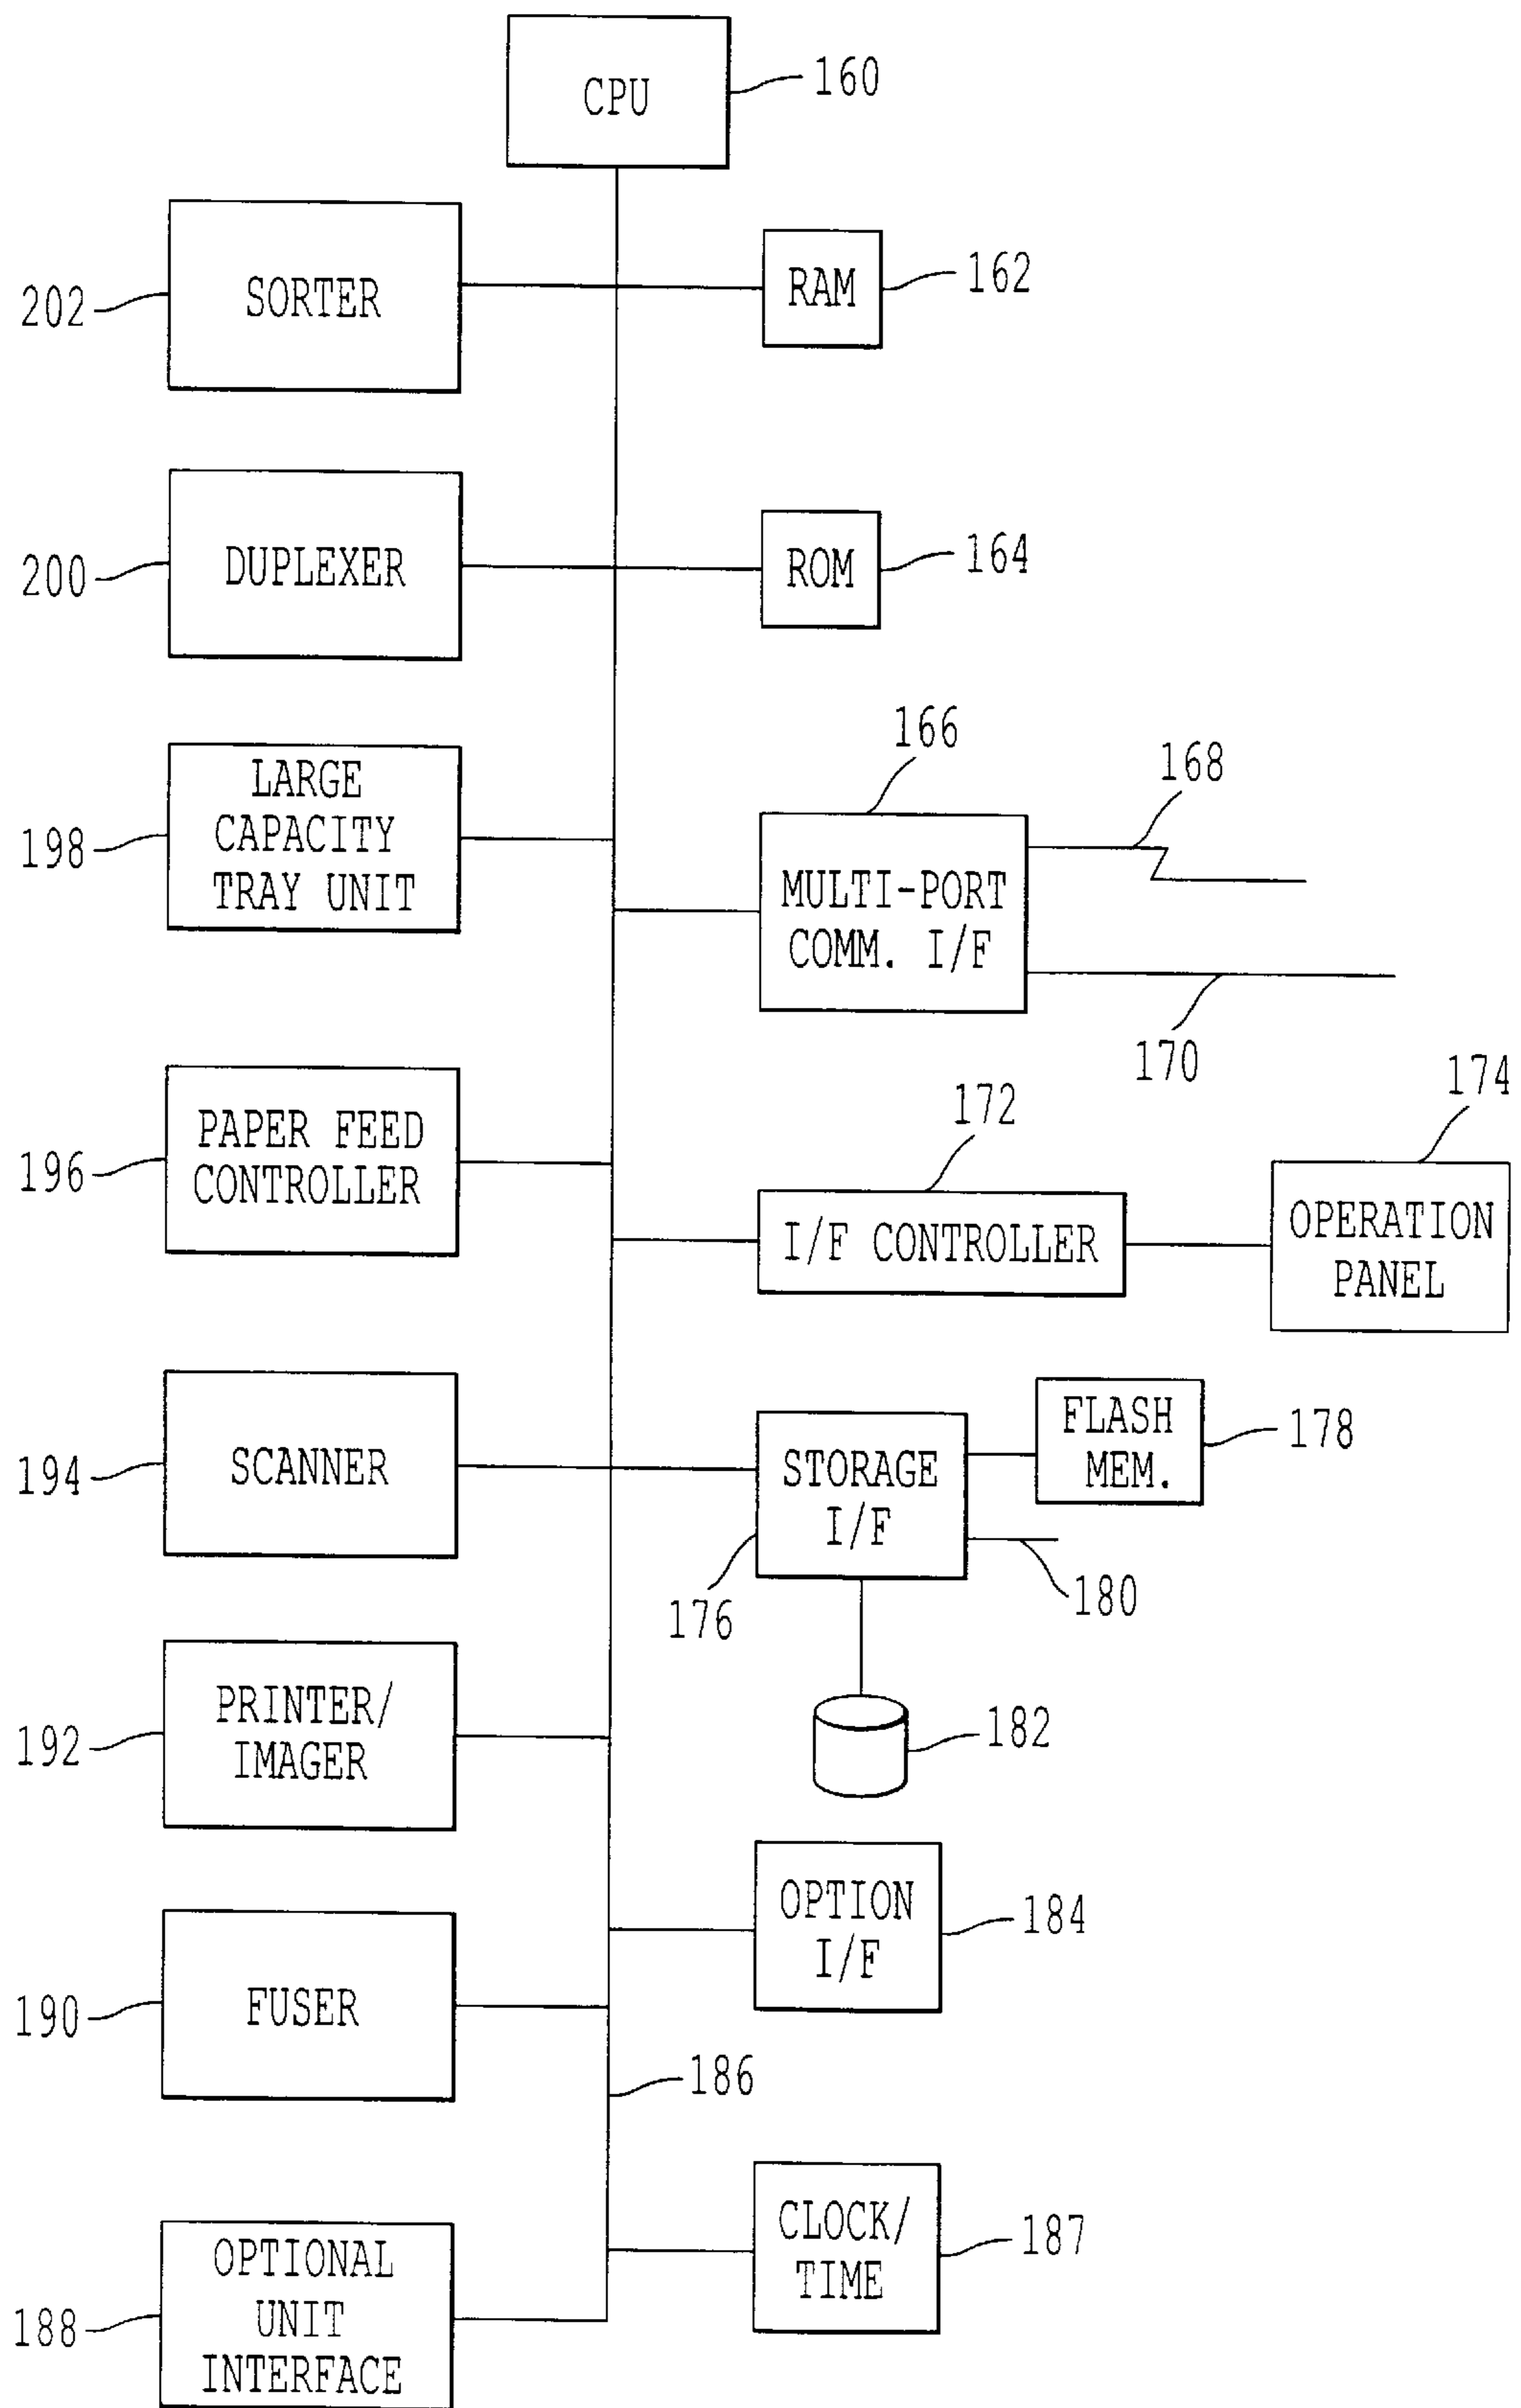 CPU
160
SORTER
202
RAM
162
DUPLEXER
200
ROM
164
LARGE
CAPACITY
TRAY UNIT
198
166
168
MULTI-PORT
COMM. I/F
170
PAPER FEED
CONTROLLER
196
172
I/F CONTROLLER
174
OPERATION
PANEL
SCANNER
194
STORAGE
I/F
176
FLASH
MEM.
178
180
182
PRINTER/
IMAGER
192
OPTION
I/F
184
FUSER
190
186
CLOCK/
TIME
187
OPTIONAL
UNIT
INTERFACE
188